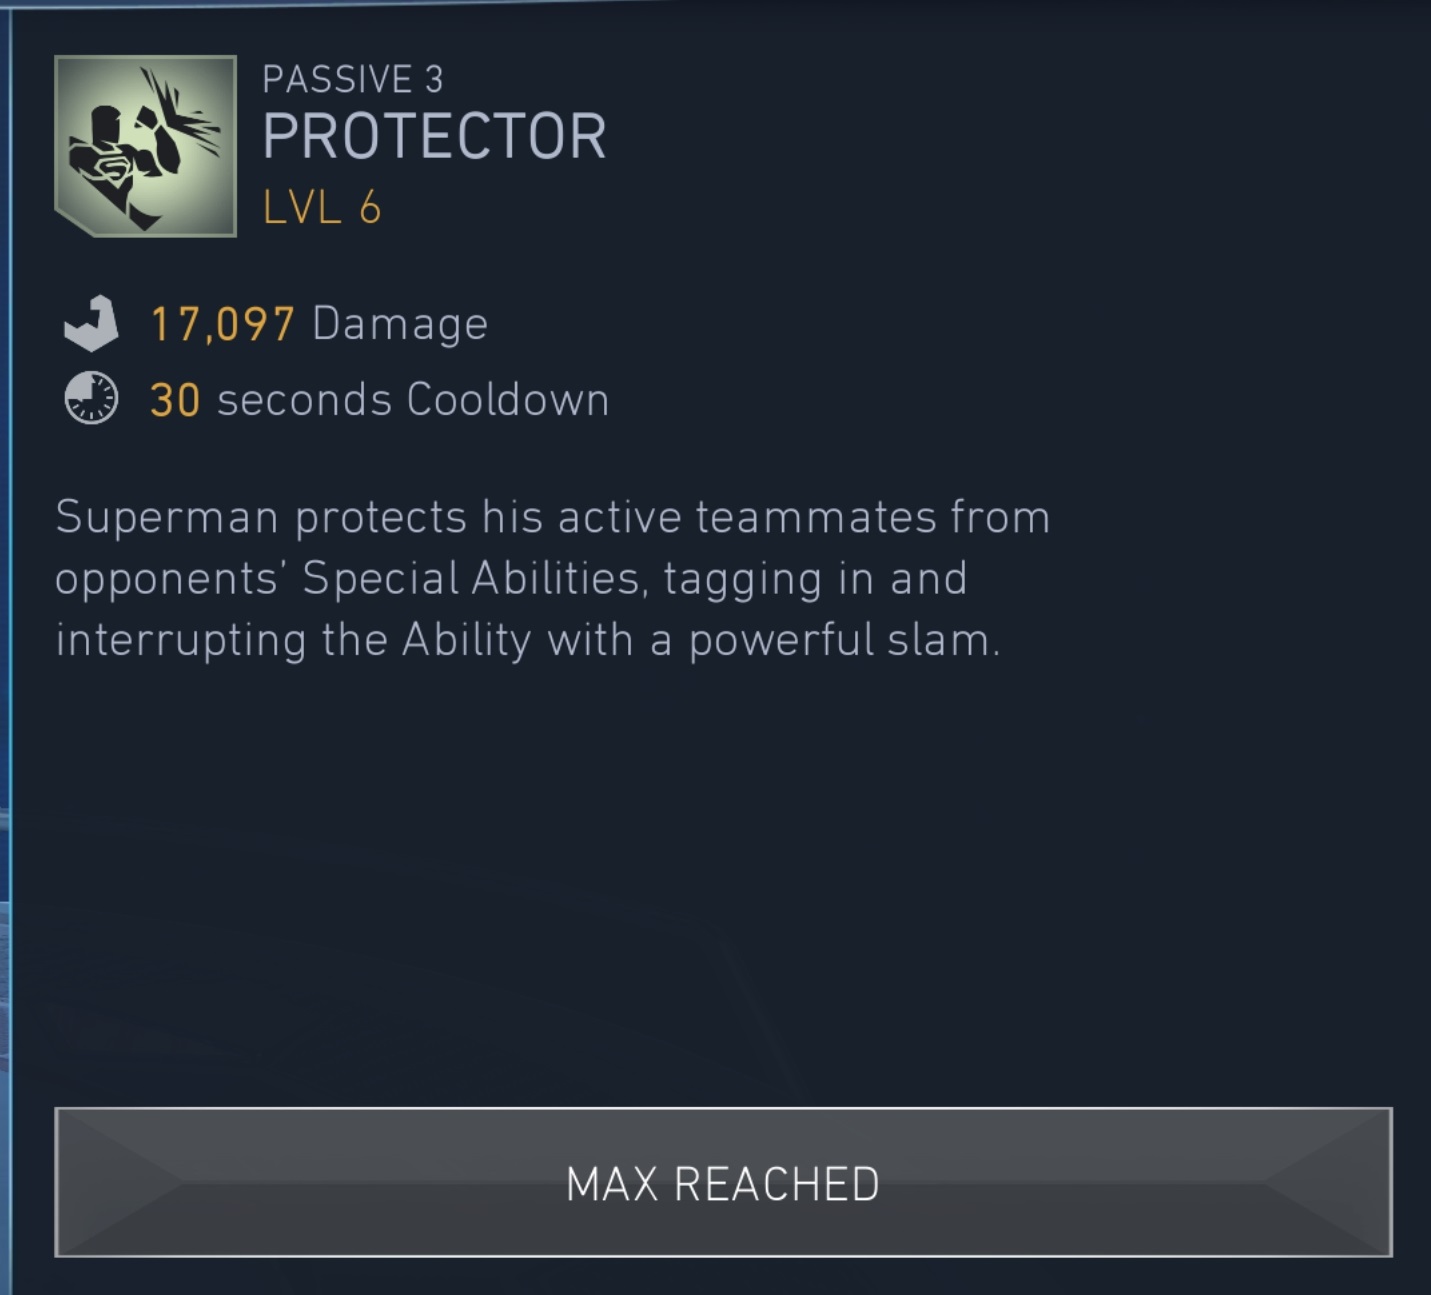 PASSIVE 3
PROTECTOR
LVL 6
17,097 Damage
30 seconds Cooldown
Superman protects his active teammates from
opponents’ Special Abilities, tagging in and
interrupting the Ability with a powerful slam.
MAX REACHED